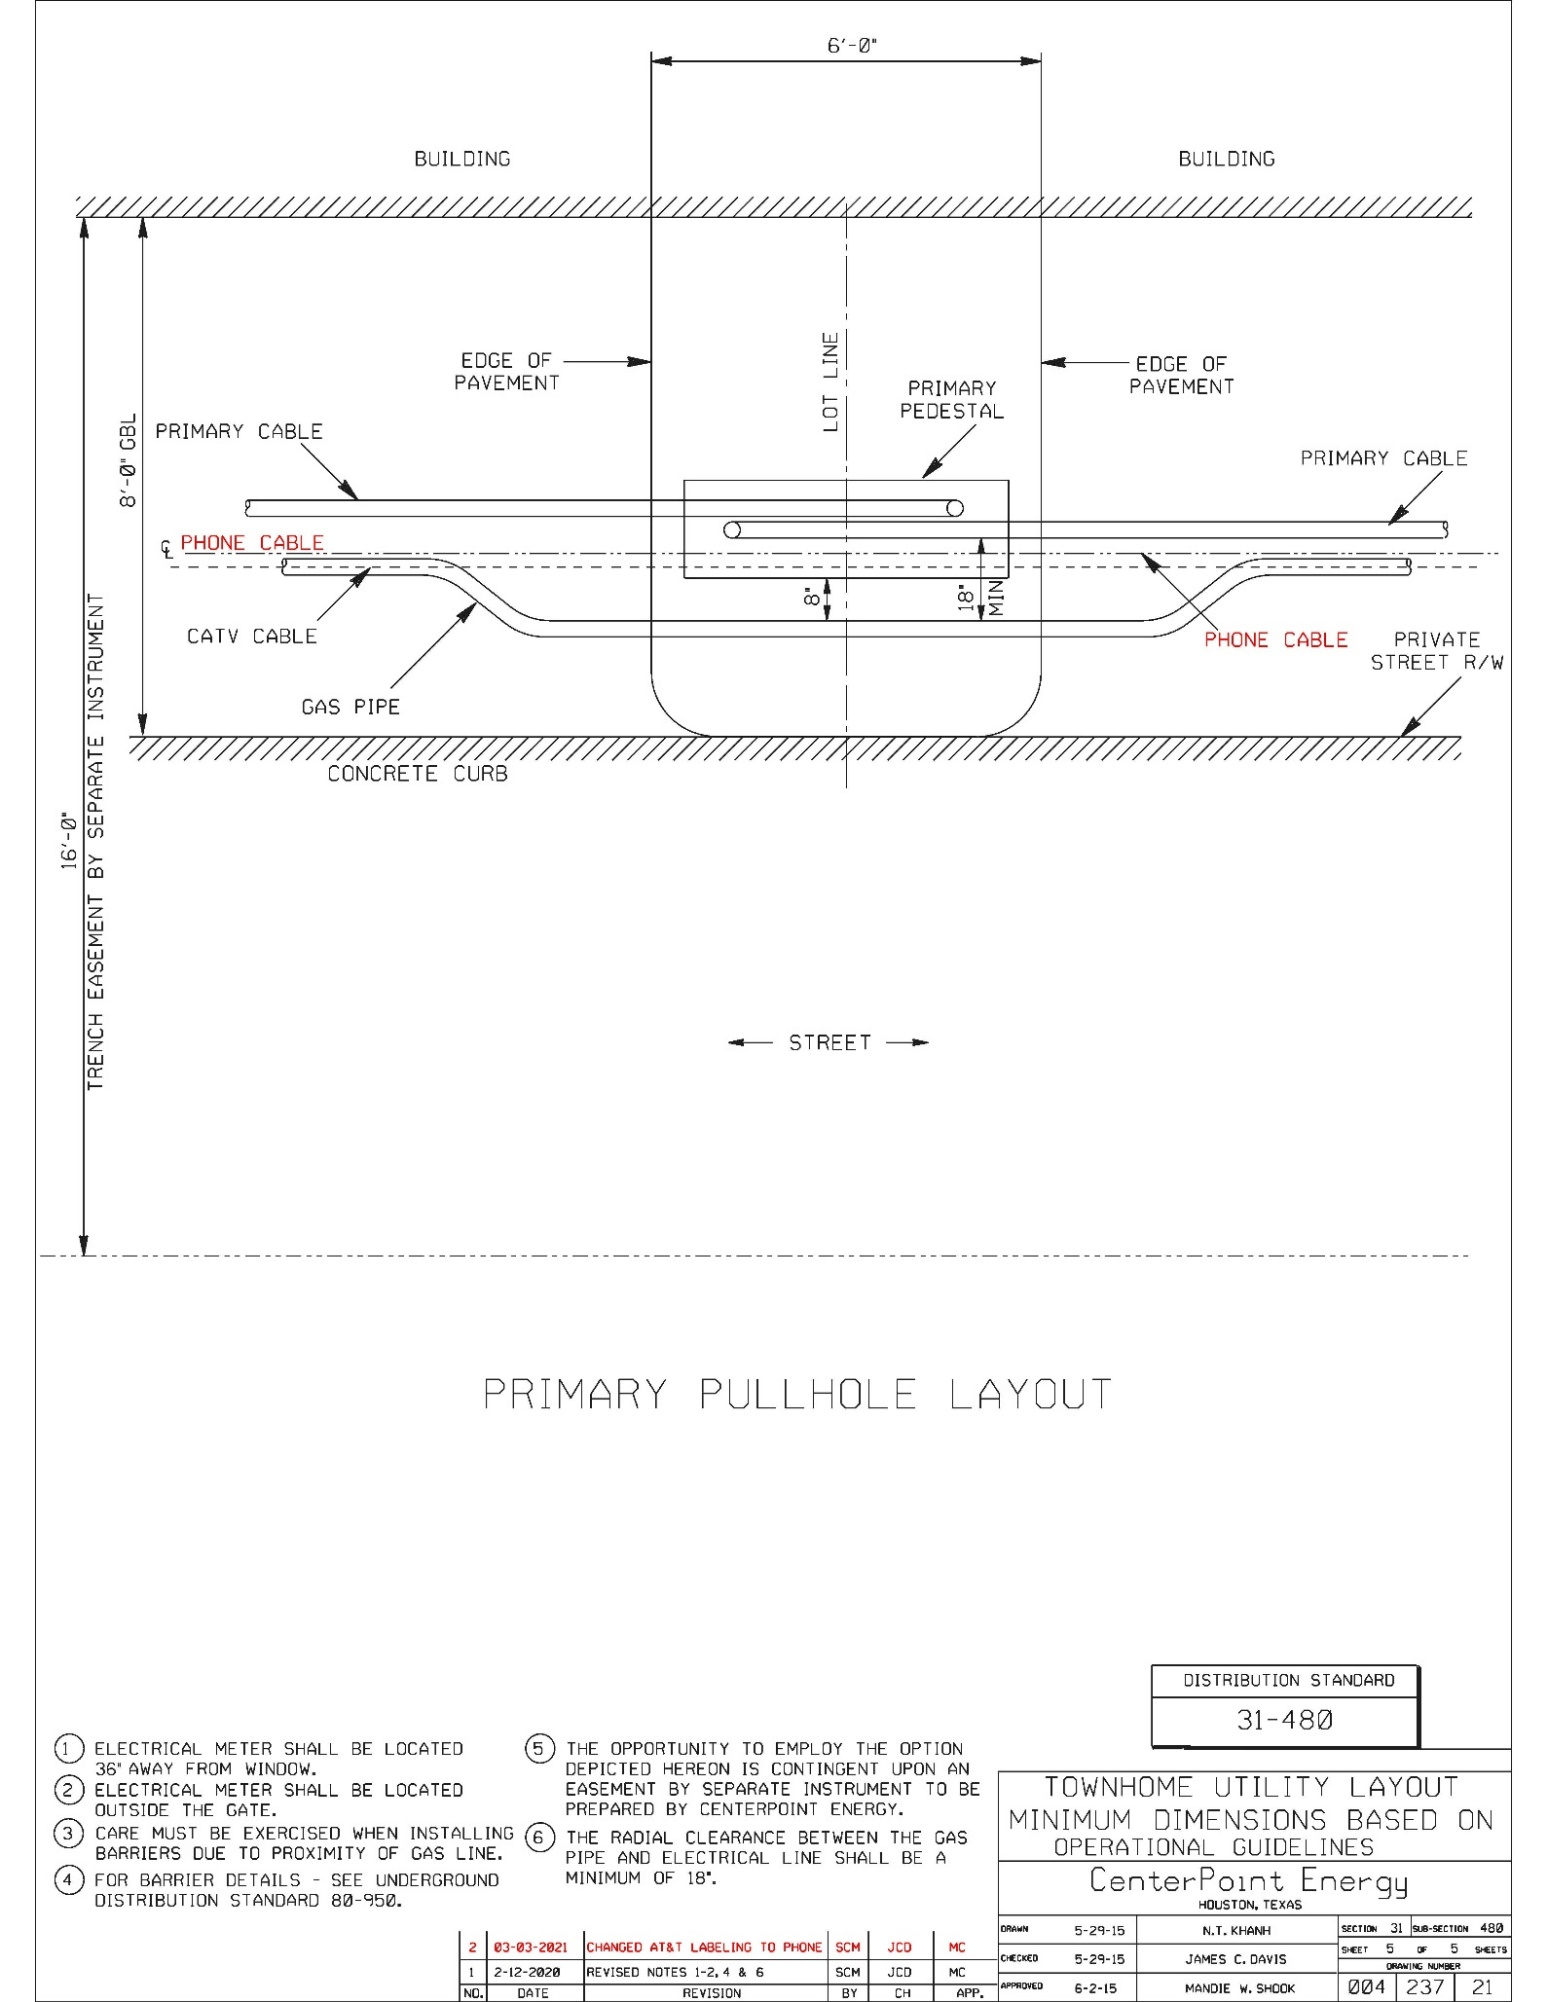 6'-0"
BUILDING
BUILDING
EDGE OF
PAVEMENT
LOT LINE
EDGE OF
PAVEMENT
PRIMARY
PEDESTAL
8'-0" GBL
PRIMARY CABLE
PRIMARY CABLE
℄ PHONE CABLE
8"
18"
MIN
CATV CABLE
PHONE CABLE
PRIVATE
STREET R/W
GAS PIPE
CONCRETE CURB
16'-0"
TRENCH EASEMENT BY SEPARATE INSTRUMENT
STREET
PRIMARY PULLHOLE LAYOUT
DISTRIBUTION STANDARD
31-480
1 ELECTRICAL METER SHALL BE LOCATED
36" AWAY FROM WINDOW.
2 ELECTRICAL METER SHALL BE LOCATED
OUTSIDE THE GATE.
3 CARE MUST BE EXERCISED WHEN INSTALLING
BARRIERS DUE TO PROXIMITY OF GAS LINE.
4 FOR BARRIER DETAILS - SEE UNDERGROUND
DISTRIBUTION STANDARD 80-950.
5 THE OPPORTUNITY TO EMPLOY THE OPTION
DEPICTED HEREON IS CONTINGENT UPON AN
EASEMENT BY SEPARATE INSTRUMENT TO BE
PREPARED BY CENTERPOINT ENERGY.
6 THE RADIAL CLEARANCE BETWEEN THE GAS
PIPE AND ELECTRICAL LINE SHALL BE A
MINIMUM OF 18".
TOWNHOME UTILITY LAYOUT
MINIMUM DIMENSIONS BASED ON
OPERATIONAL GUIDELINES
CenterPoint Energy
HOUSTON, TEXAS
DRAWN 5-29-15 N.T. KHANH
CHECKED 5-29-15 JAMES C. DAVIS
APPROVED 6-2-15 MANDIE W. SHOOK
SECTION 31 SUB-SECTION 480
SHEET 5 OF 5 SHEETS
DRAWING NUMBER
004 237 21
2 03-03-2021 CHANGED AT&T LABELING TO PHONE SCM JCD MC
1 2-12-2020 REVISED NOTES 1-2, 4 & 6 SCM JCD MC
NO. DATE REVISION BY CH APP.